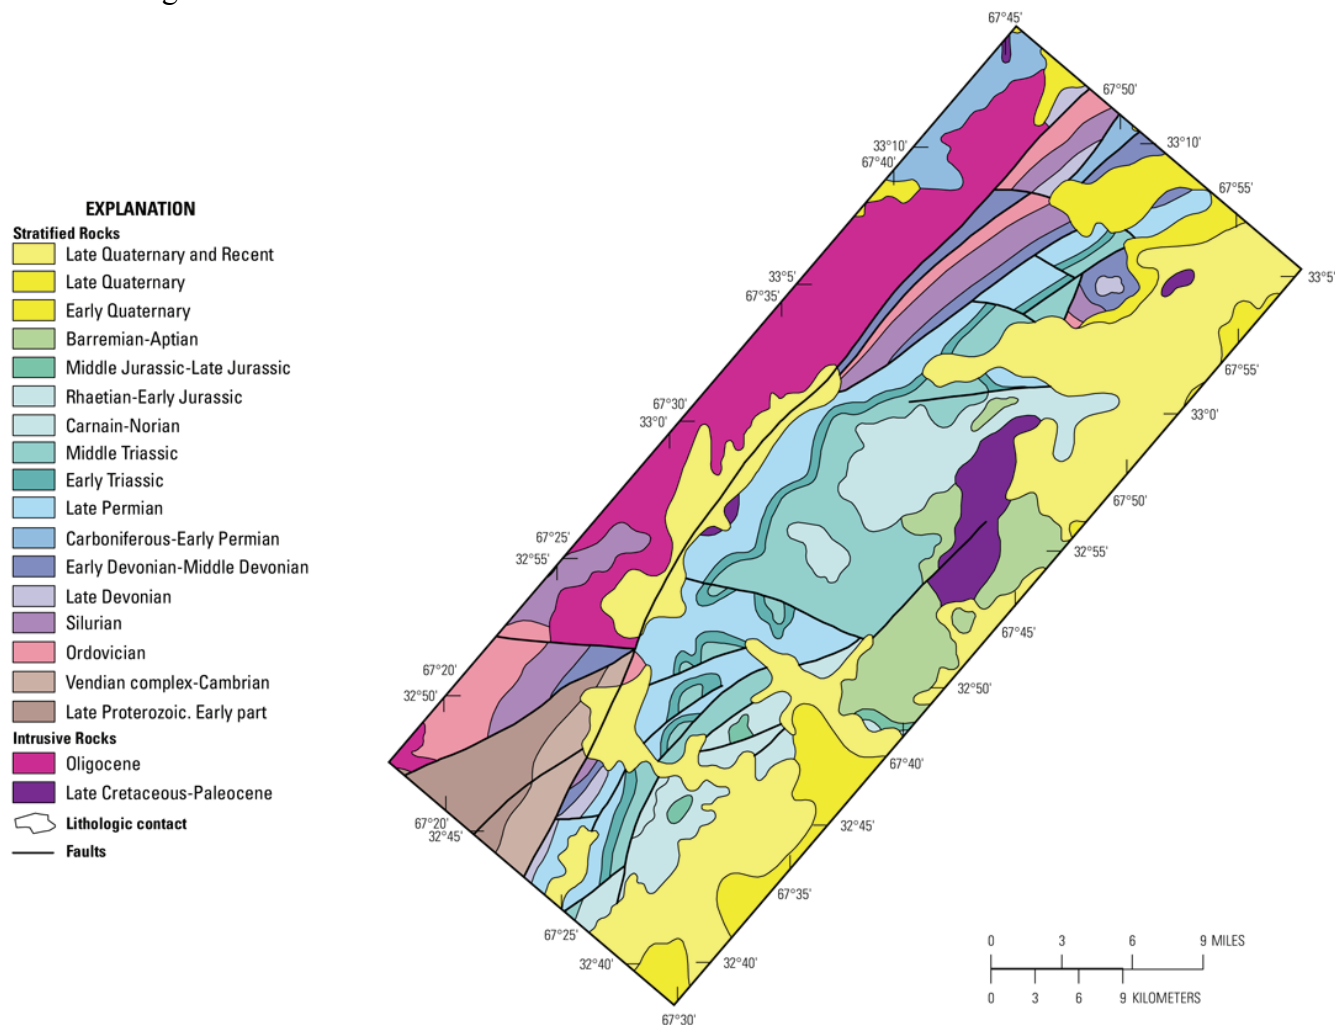 EXPLANATION
Stratified Rocks
Late Quaternary and Recent
Late Quaternary
Early Quaternary
Barremian-Aptian
Middle Jurassic-Late Jurassic
Rhaetian-Early Jurassic
Carnain-Norian
Middle Triassic
Early Triassic
Late Permian
Carboniferous-Early Permian
Early Devonian-Middle Devonian
Late Devonian
Silurian
Ordovician
Vendian complex-Cambrian
Late Proterozoic. Early part
Intrusive Rocks
Oligocene
Late Cretaceous-Paleocene
Lithologic contact
Faults
67°45'
67°50'
33°10'
33°10'
67°40'
67°55'
33°5'
33°5'
67°35'
67°55'
67°30'
33°0'
33°0'
67°50'
67°25'
32°55'
32°55'
67°45'
67°20'
32°50'
32°50'
67°40'
67°20'
32°45'
32°45'
67°35'
67°25'
32°40'
32°40'
67°30'
0 3 6 9 MILES
0 3 6 9 KILOMETERS